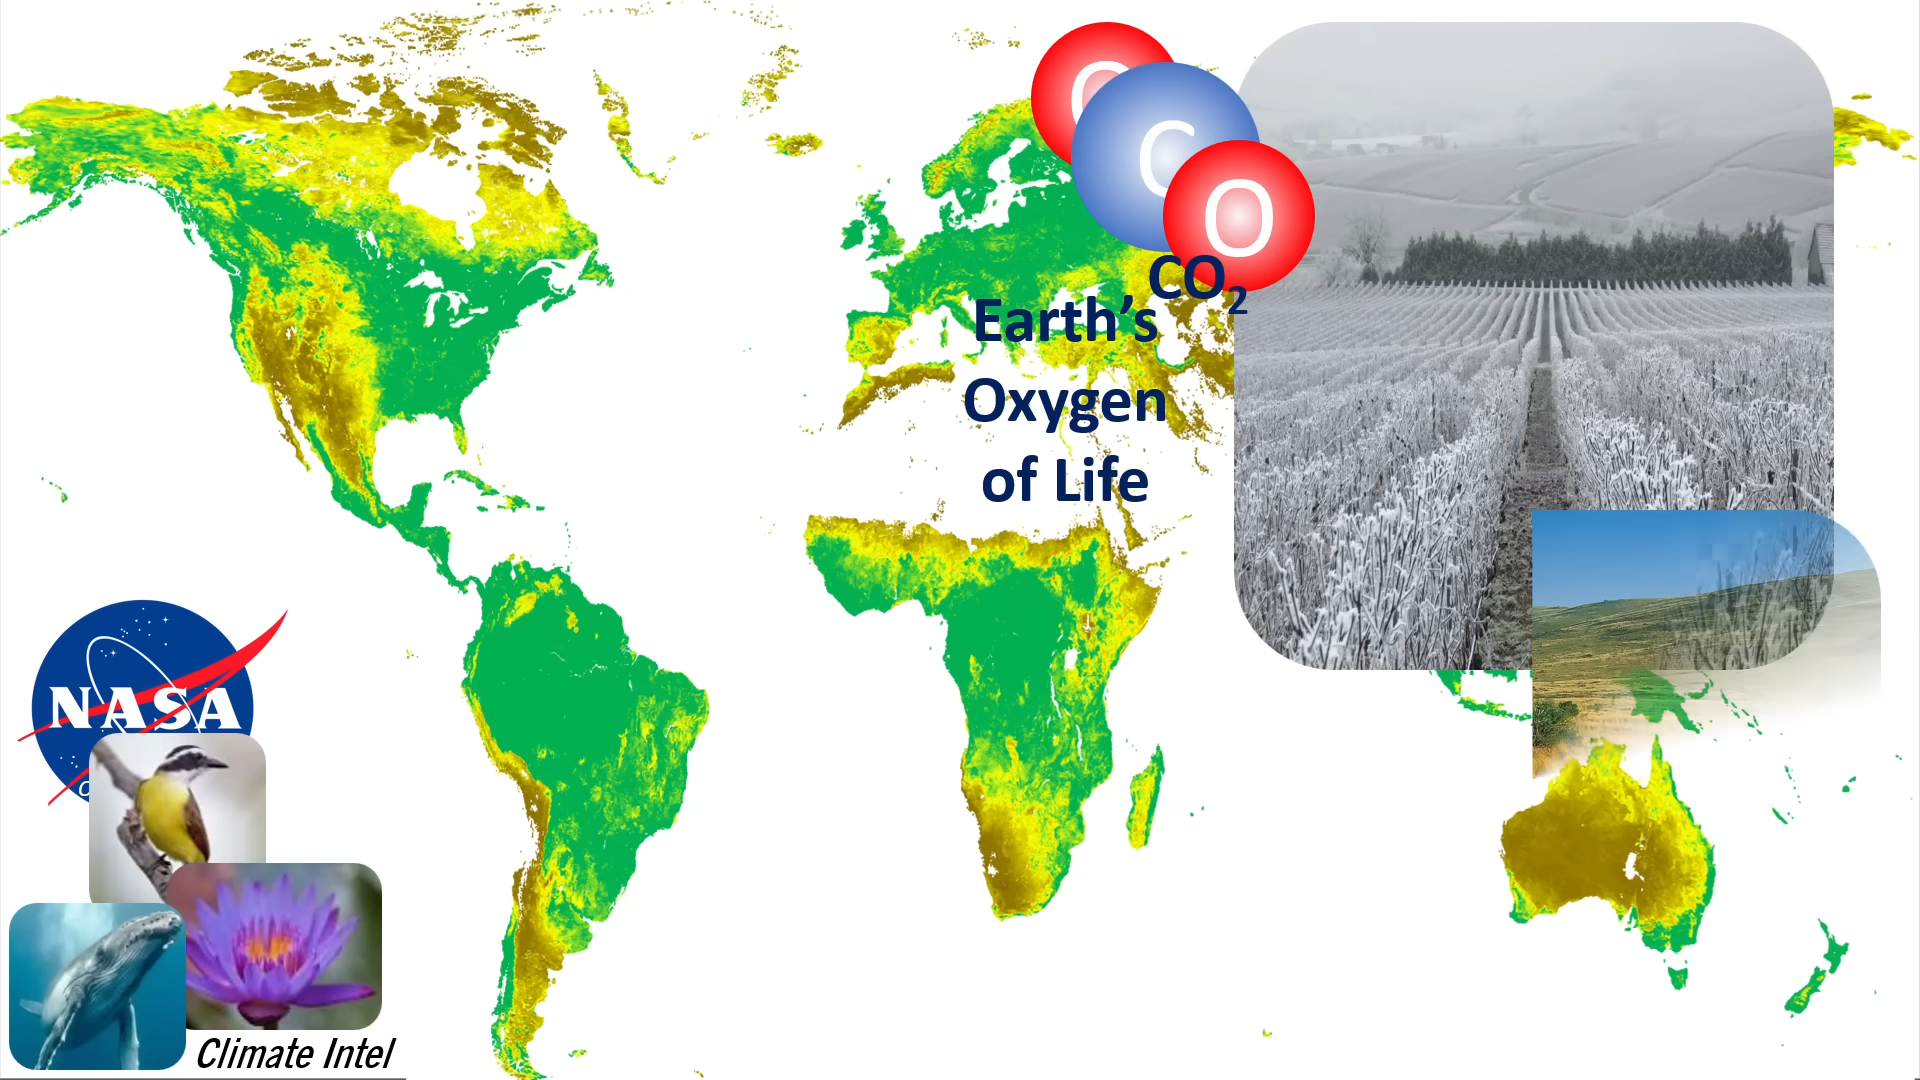 O
C
O
CO₂
Earth's
Oxygen
of Life
NASA
Climate Intel